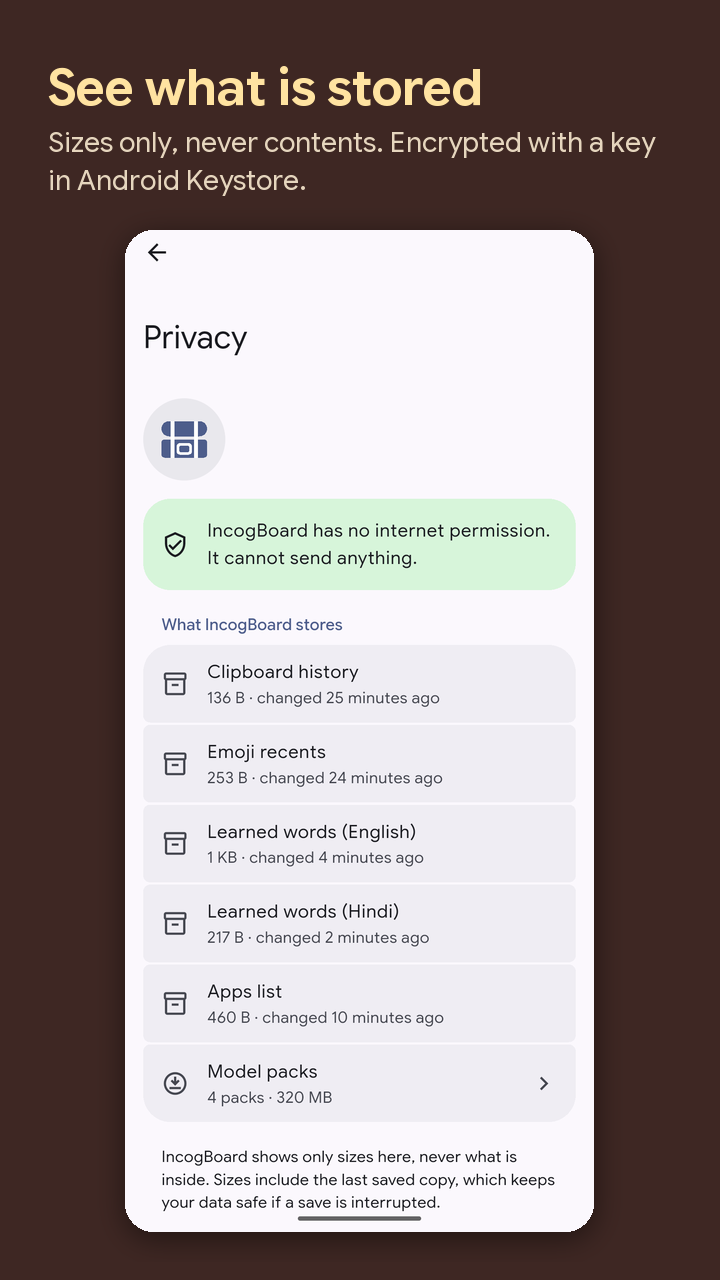 See what is stored
Sizes only, never contents. Encrypted with a key
in Android Keystore.
Privacy
IncogBoard has no internet permission.
It cannot send anything.
What IncogBoard stores
Clipboard history
136 B · changed 25 minutes ago
Emoji recents
253 B · changed 24 minutes ago
Learned words (English)
1 KB · changed 4 minutes ago
Learned words (Hindi)
217 B · changed 2 minutes ago
Apps list
460 B · changed 10 minutes ago
Model packs
4 packs · 320 MB
IncogBoard shows only sizes here, never what is
inside. Sizes include the last saved copy, which keeps
your data safe if a save is interrupted.